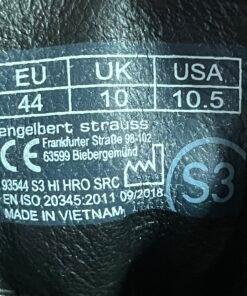 EU UK USA
44 10 10.5
engelbert strauss
CE Frankfurter Straße 98-102
63599 Biebergemünd
93544 S3 HI HRO SRC
EN ISO 20345:2011 09/2018
MADE IN VIETNAM
S3